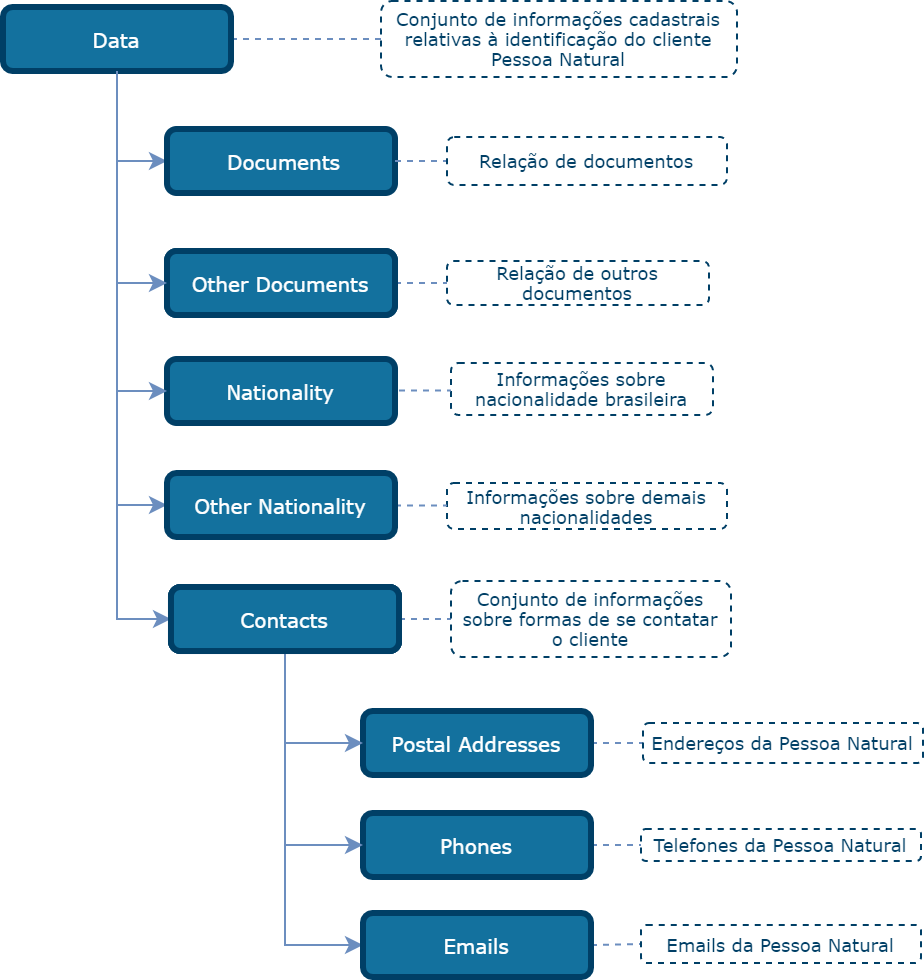 Data
Conjunto de informações cadastrais
relativas à identificação do cliente
Pessoa Natural
Documents
Relação de documentos
Other Documents
Relação de outros
documentos
Nationality
Informações sobre
nacionalidade brasileira
Other Nationality
Informações sobre demais
nacionalidades
Contacts
Conjunto de informações
sobre formas de se contatar
o cliente
Postal Addresses
Endereços da Pessoa Natural
Phones
Telefones da Pessoa Natural
Emails
Emails da Pessoa Natural